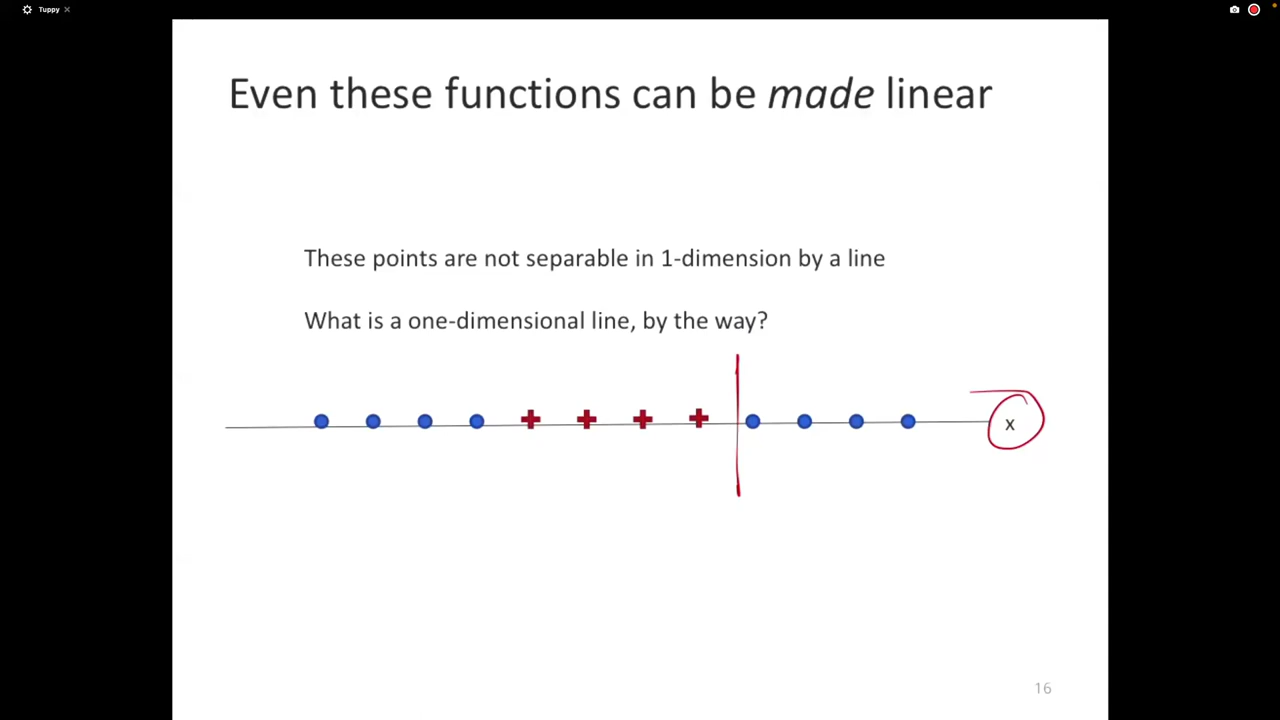 Tuppy
Even these functions can be made linear
These points are not separable in 1-dimension by a line
What is a one-dimensional line, by the way?
x
16